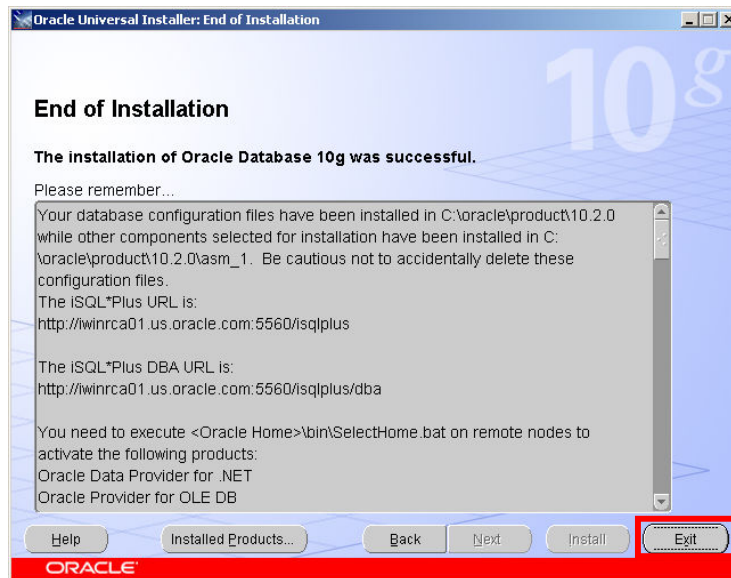 Oracle Universal Installer: End of Installation
10g
End of Installation
The installation of Oracle Database 10g was successful.
Please remember...
Your database configuration files have been installed in C:\oracle\product\10.2.0
while other components selected for installation have been installed in C:
\oracle\product\10.2.0\asm_1.  Be cautious not to accidentally delete these
configuration files.
The iSQL*Plus URL is:
http://iwinrca01.us.oracle.com:5560/isqlplus
The iSQL*Plus DBA URL is:
http://iwinrca01.us.oracle.com:5560/isqlplus/dba
You need to execute <Oracle Home>\bin\SelectHome.bat on remote nodes to
activate the following products:
Oracle Data Provider for .NET
Oracle Provider for OLE DB
Help Installed Products... Back Next Install Exit
ORACLE